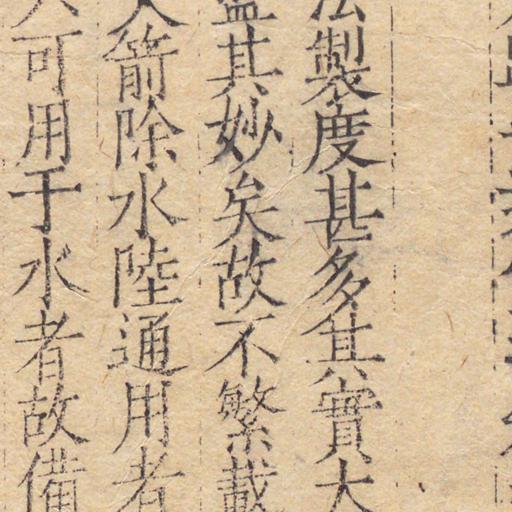 法製度甚多其實大
盡其妙矣故不繁載
火箭除水陸通用者
可用于水者故備